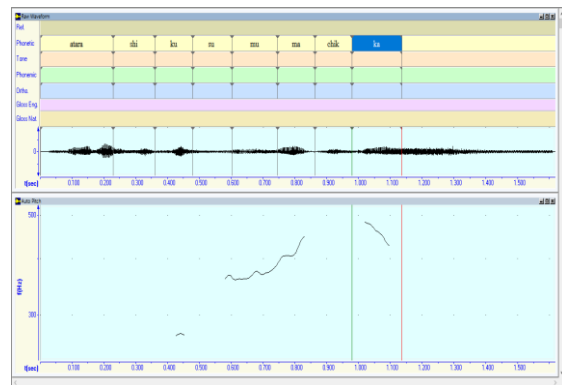 Raw Waveform
Ref.
Phonetic atara shi ku su mu ma chik ka
Tone
Phonemic
Ortho.
Gloss Eng.
Gloss Nat.
0
t[sec] 0.100 0.200 0.300 0.400 0.500 0.600 0.700 0.800 0.900 1.000 1.100 1.200 1.300 1.400 1.500
Auto Pitch
500
f(Hz)
300
t[sec] 0.100 0.200 0.300 0.400 0.500 0.600 0.700 0.800 0.900 1.000 1.100 1.200 1.300 1.400 1.500